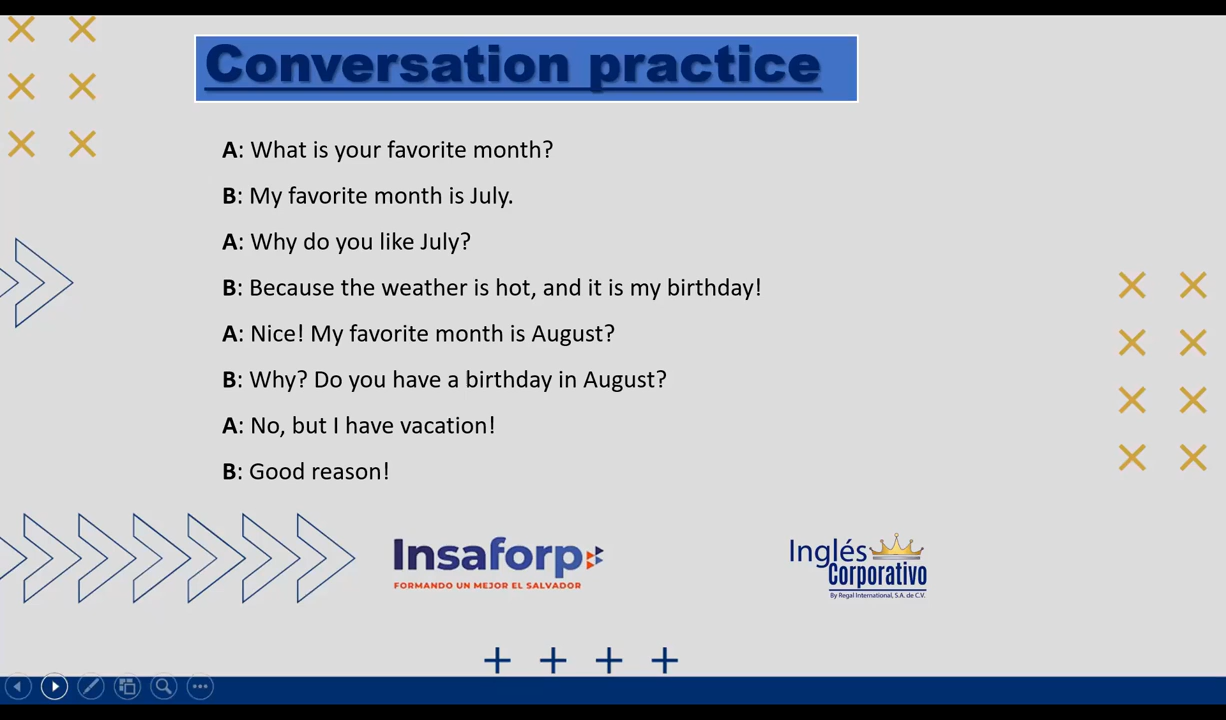 Conversation practice
A: What is your favorite month?
B: My favorite month is July.
A: Why do you like July?
B: Because the weather is hot, and it is my birthday!
A: Nice! My favorite month is August?
B: Why? Do you have a birthday in August?
A: No, but I have vacation!
B: Good reason!
Insaforp
FORMANDO UN MEJOR EL SALVADOR
Inglés
Corporativo
By Regal International, S.A. de C.V.